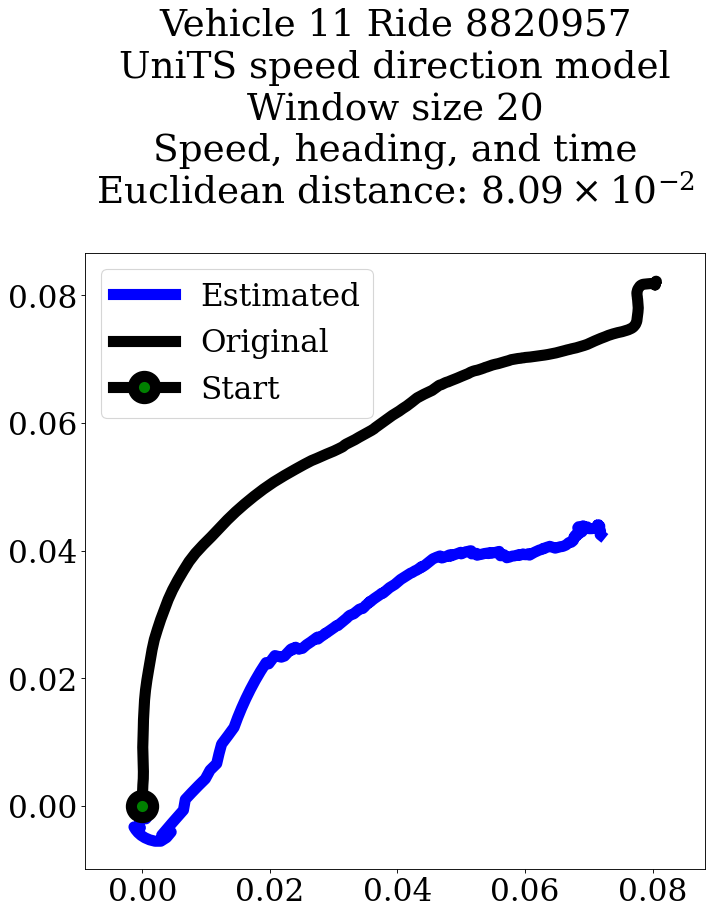 Vehicle 11 Ride 8820957
UniTS speed direction model
Window size 20
Speed, heading, and time
Euclidean distance: 8.09 × 10⁻²
Estimated
Original
Start
0.08
0.06
0.04
0.02
0.00
0.00 0.02 0.04 0.06 0.08